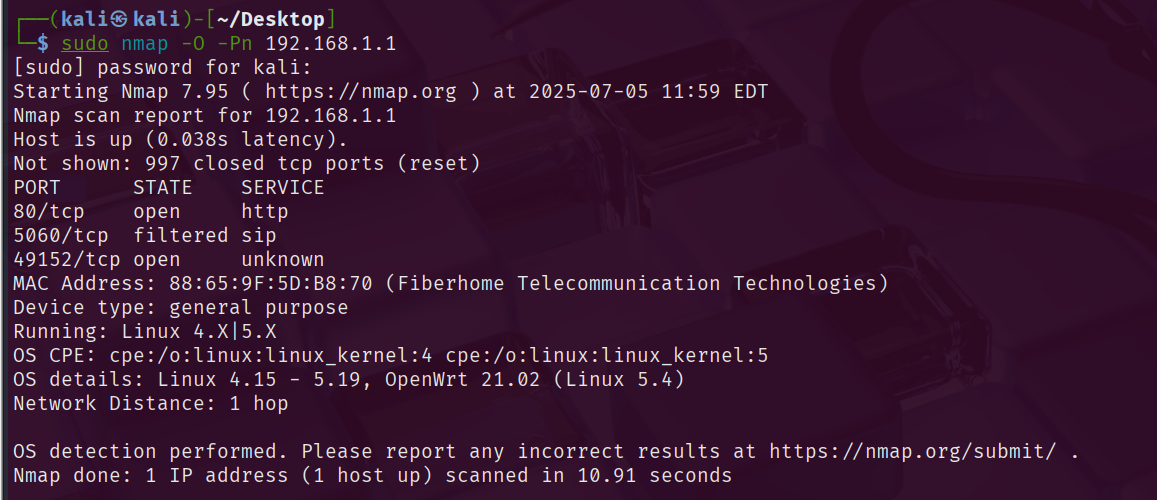 ┌──(kali㉿kali)-[~/Desktop]
└─$ sudo nmap -O -Pn 192.168.1.1
[sudo] password for kali:
Starting Nmap 7.95 ( https://nmap.org ) at 2025-07-05 11:59 EDT
Nmap scan report for 192.168.1.1
Host is up (0.038s latency).
Not shown: 997 closed tcp ports (reset)
PORT      STATE    SERVICE
80/tcp    open     http
5060/tcp  filtered sip
49152/tcp open     unknown
MAC Address: 88:65:9F:5D:B8:70 (Fiberhome Telecommunication Technologies)
Device type: general purpose
Running: Linux 4.X|5.X
OS CPE: cpe:/o:linux:linux_kernel:4 cpe:/o:linux:linux_kernel:5
OS details: Linux 4.15 - 5.19, OpenWrt 21.02 (Linux 5.4)
Network Distance: 1 hop

OS detection performed. Please report any incorrect results at https://nmap.org/submit/ .
Nmap done: 1 IP address (1 host up) scanned in 10.91 seconds